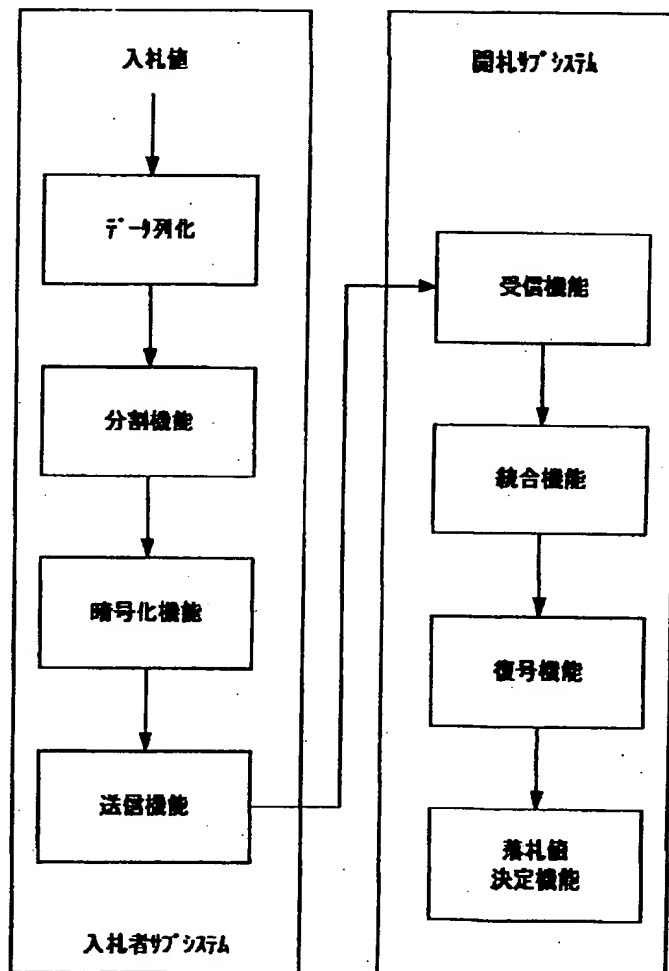 入札値
データ列化
分割機能
暗号化機能
送信機能
入札者サブシステム
開札サブシステム
受信機能
統合機能
復号機能
落札値
決定機能